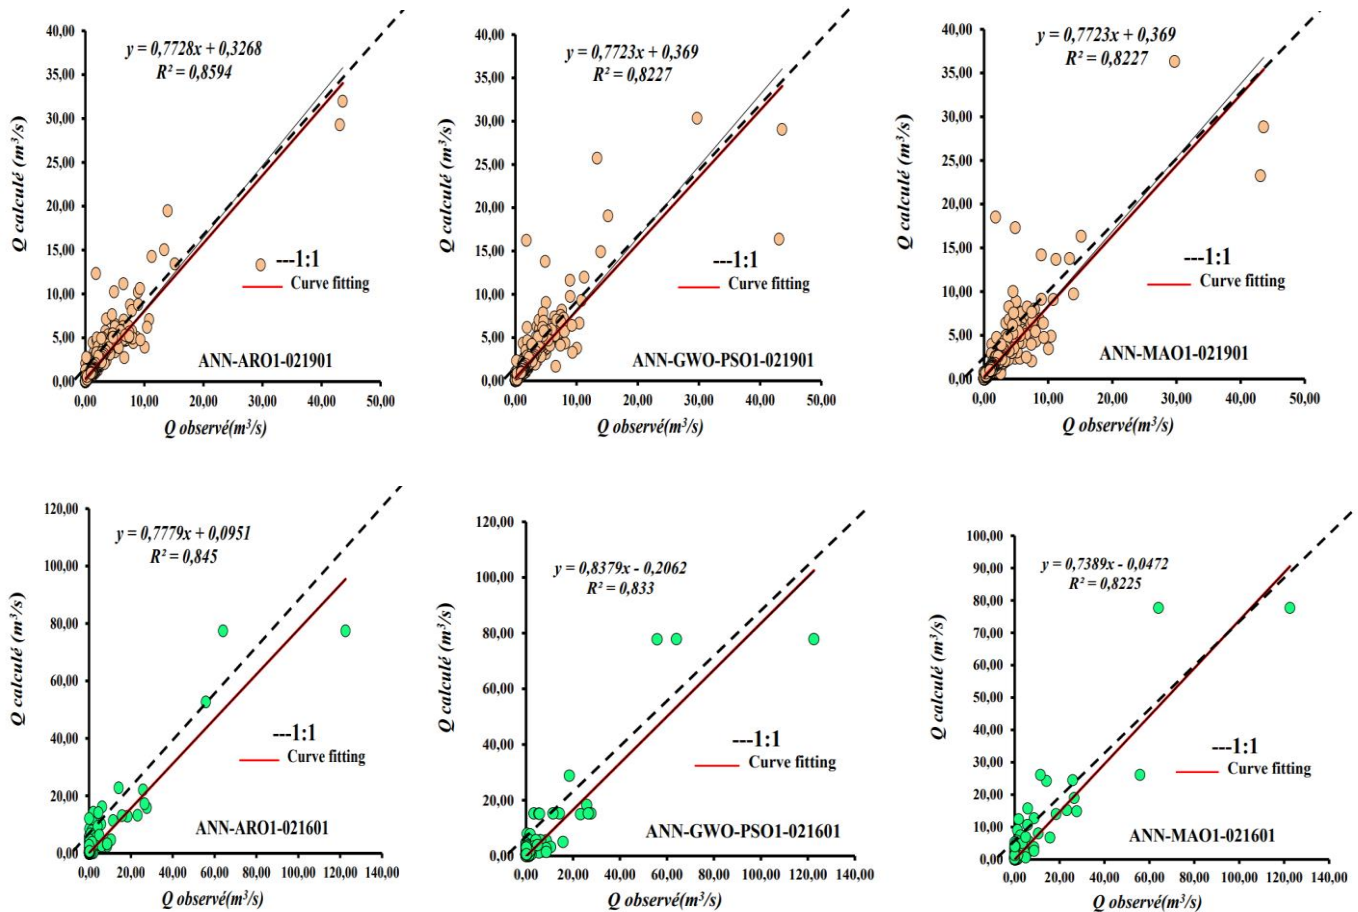 40,00
35,00
30,00
25,00
20,00
15,00
10,00
5,00
0,00
Q calculé (m³/s)
y = 0,7728x + 0,3268
R² = 0,8594
---1:1
Curve fitting
ANN-ARO1-021901
0,00 10,00 20,00 30,00 40,00 50,00
Q observé(m³/s)
40,00
35,00
30,00
25,00
20,00
15,00
10,00
5,00
0,00
Q calculé (m³/s)
y = 0,7723x + 0,369
R² = 0,8227
---1:1
Curve fitting
ANN-GWO-PSO1-021901
0,00 10,00 20,00 30,00 40,00 50,00
Q observé(m³/s)
40,00
35,00
30,00
25,00
20,00
15,00
10,00
5,00
0,00
Q calculé (m³/s)
y = 0,7723x + 0,369
R² = 0,8227
---1:1
Curve fitting
ANN-MAO1-021901
0,00 10,00 20,00 30,00 40,00 50,00
Q observé(m³/s)
120,00
100,00
80,00
60,00
40,00
20,00
0,00
Q calculé (m³/s)
y = 0,7779x + 0,0951
R² = 0,845
---1:1
Curve fitting
ANN-ARO1-021601
0,00 20,00 40,00 60,00 80,00 100,00 120,00 140,00
Q observé(m³/s)
120,00
100,00
80,00
60,00
40,00
20,00
0,00
Q calculé (m³/s)
y = 0,8379x - 0,2062
R² = 0,833
---1:1
Curve fitting
ANN-GWO-PSO1-021601
0,00 20,00 40,00 60,00 80,00 100,00 120,00 140,00
Q observé(m³/s)
100,00
90,00
80,00
70,00
60,00
50,00
40,00
30,00
20,00
10,00
0,00
Q calculé (m³/s)
y = 0,7389x - 0,0472
R² = 0,8225
---1:1
Curve fitting
ANN-MAO1-021601
0,00 20,00 40,00 60,00 80,00 100,00 120,00 140,00
Q observé(m³/s)